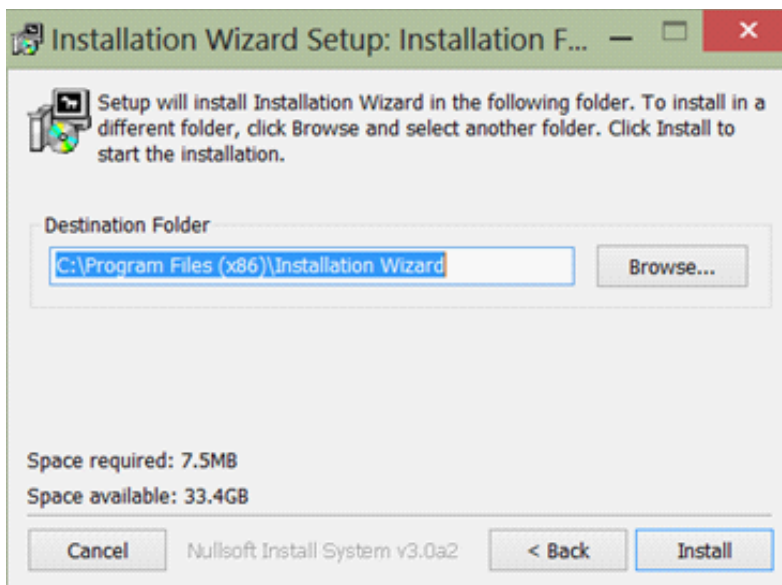 Installation Wizard Setup: Installation F...
Setup will install Installation Wizard in the following folder. To install in a
different folder, click Browse and select another folder. Click Install to
start the installation.
Destination Folder
C:\Program Files (x86)\Installation Wizard
Browse...
Space required: 7.5MB
Space available: 33.4GB
Cancel
Nullsoft Install System v3.0a2
< Back
Install